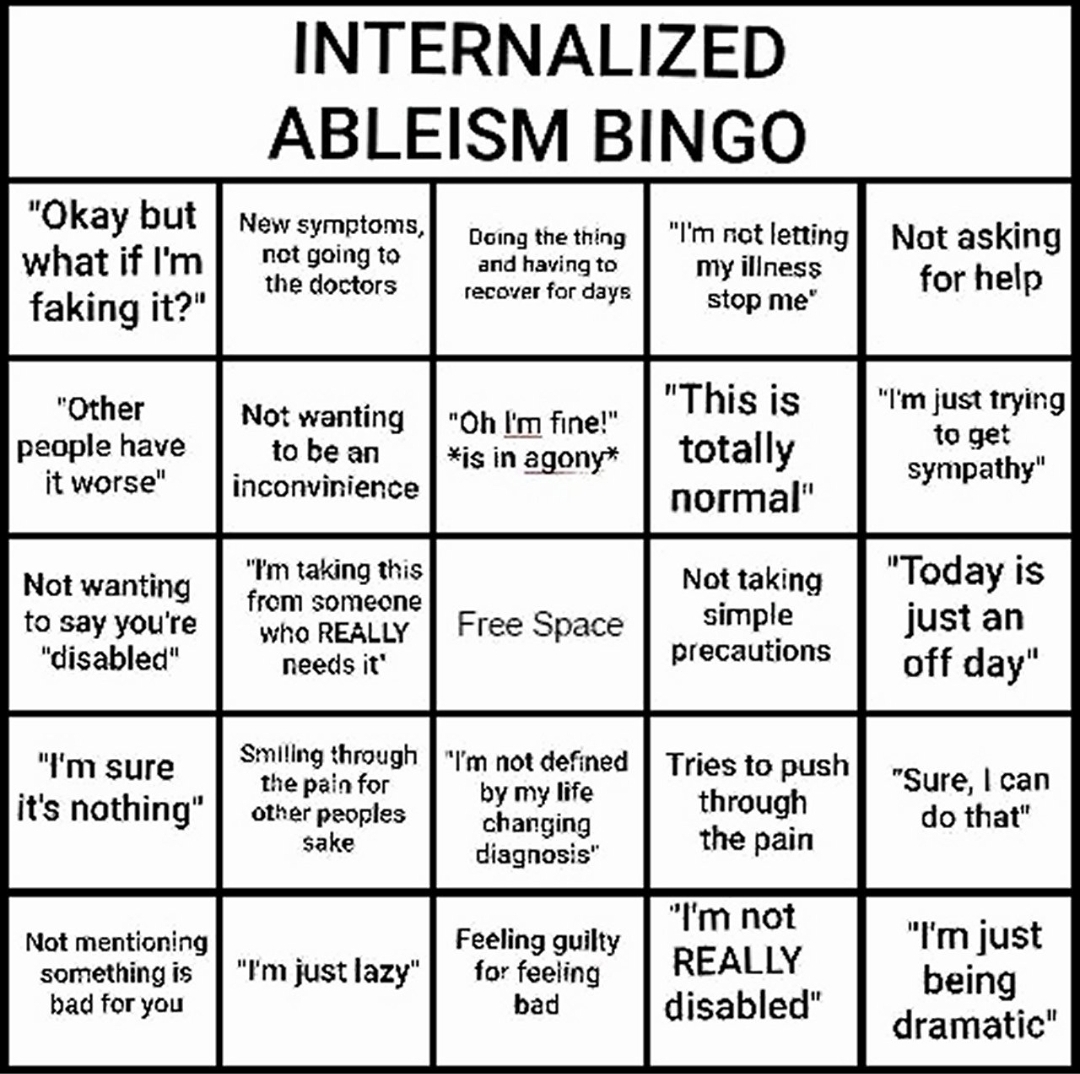 INTERNALIZED
ABLEISM BINGO
"Okay but
what if I'm
faking it?"
New symptoms,
not going to
the doctors
Doing the thing
and having to
recover for days
"I'm not letting
my illness
stop me"
Not asking
for help
"Other
people have
it worse"
Not wanting
to be an
inconvinience
"Oh I'm fine!"
*is in agony*
"This is
totally
normal"
"I'm just trying
to get
sympathy"
Not wanting
to say you're
"disabled"
"I'm taking this
from someone
who REALLY
needs it'
Free Space
Not taking
simple
precautions
"Today is
just an
off day"
"I'm sure
it's nothing"
Smiling through
the pain for
other peoples
sake
"I'm not defined
by my life
changing
diagnosis"
Tries to push
through
the pain
"Sure, I can
do that"
Not mentioning
something is
bad for you
"I'm just lazy"
Feeling guilty
for feeling
bad
"I'm not
REALLY
disabled"
"I'm just
being
dramatic"